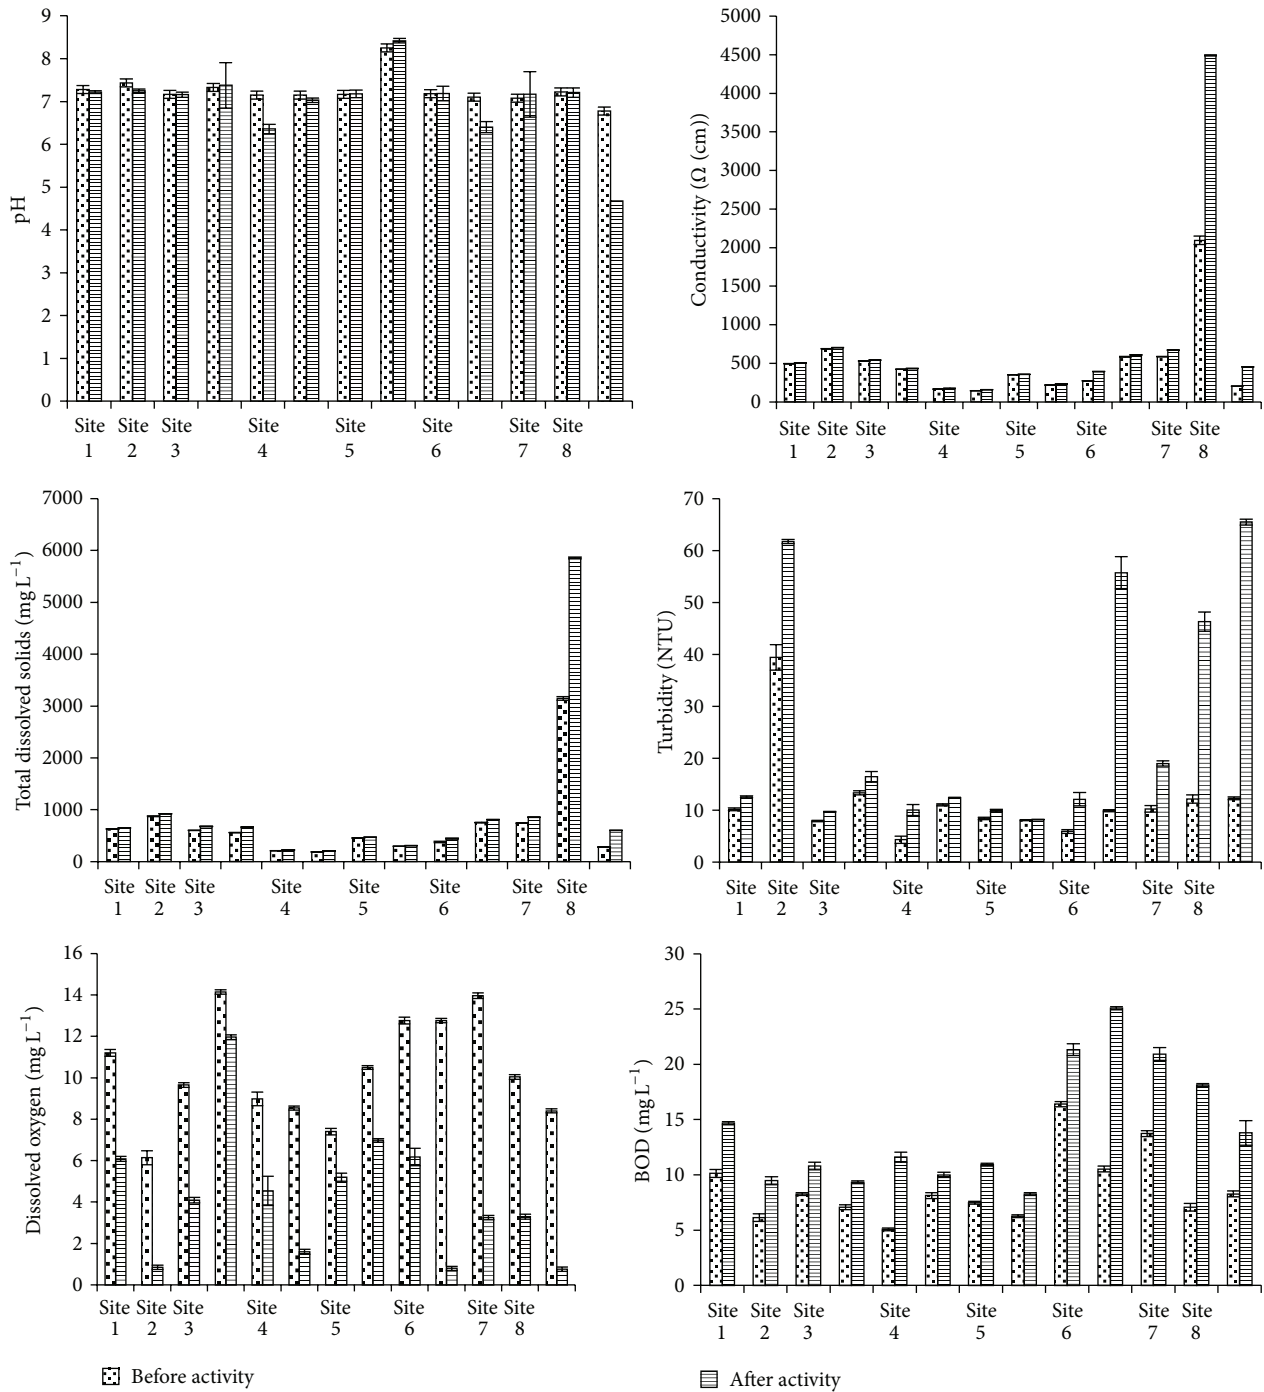 9
8
7
6
5
4
3
2
1
0
pH
Site Site Site Site Site Site Site Site
1 2 3 4 5 6 7 8
5000
4500
4000
3500
3000
2500
2000
1500
1000
500
0
Conductivity (Ω (cm))
Site Site Site Site Site Site Site Site
1 2 3 4 5 6 7 8
7000
6000
5000
4000
3000
2000
1000
0
Total dissolved solids (mg L⁻¹)
Site Site Site Site Site Site Site Site
1 2 3 4 5 6 7 8
70
60
50
40
30
20
10
0
Turbidity (NTU)
Site Site Site Site Site Site Site Site
1 2 3 4 5 6 7 8
16
14
12
10
8
6
4
2
0
Dissolved oxygen (mg L⁻¹)
Site Site Site Site Site Site Site Site
1 2 3 4 5 6 7 8
30
25
20
15
10
5
0
BOD (mg L⁻¹)
Site Site Site Site Site Site Site Site
1 2 3 4 5 6 7 8
Before activity
After activity